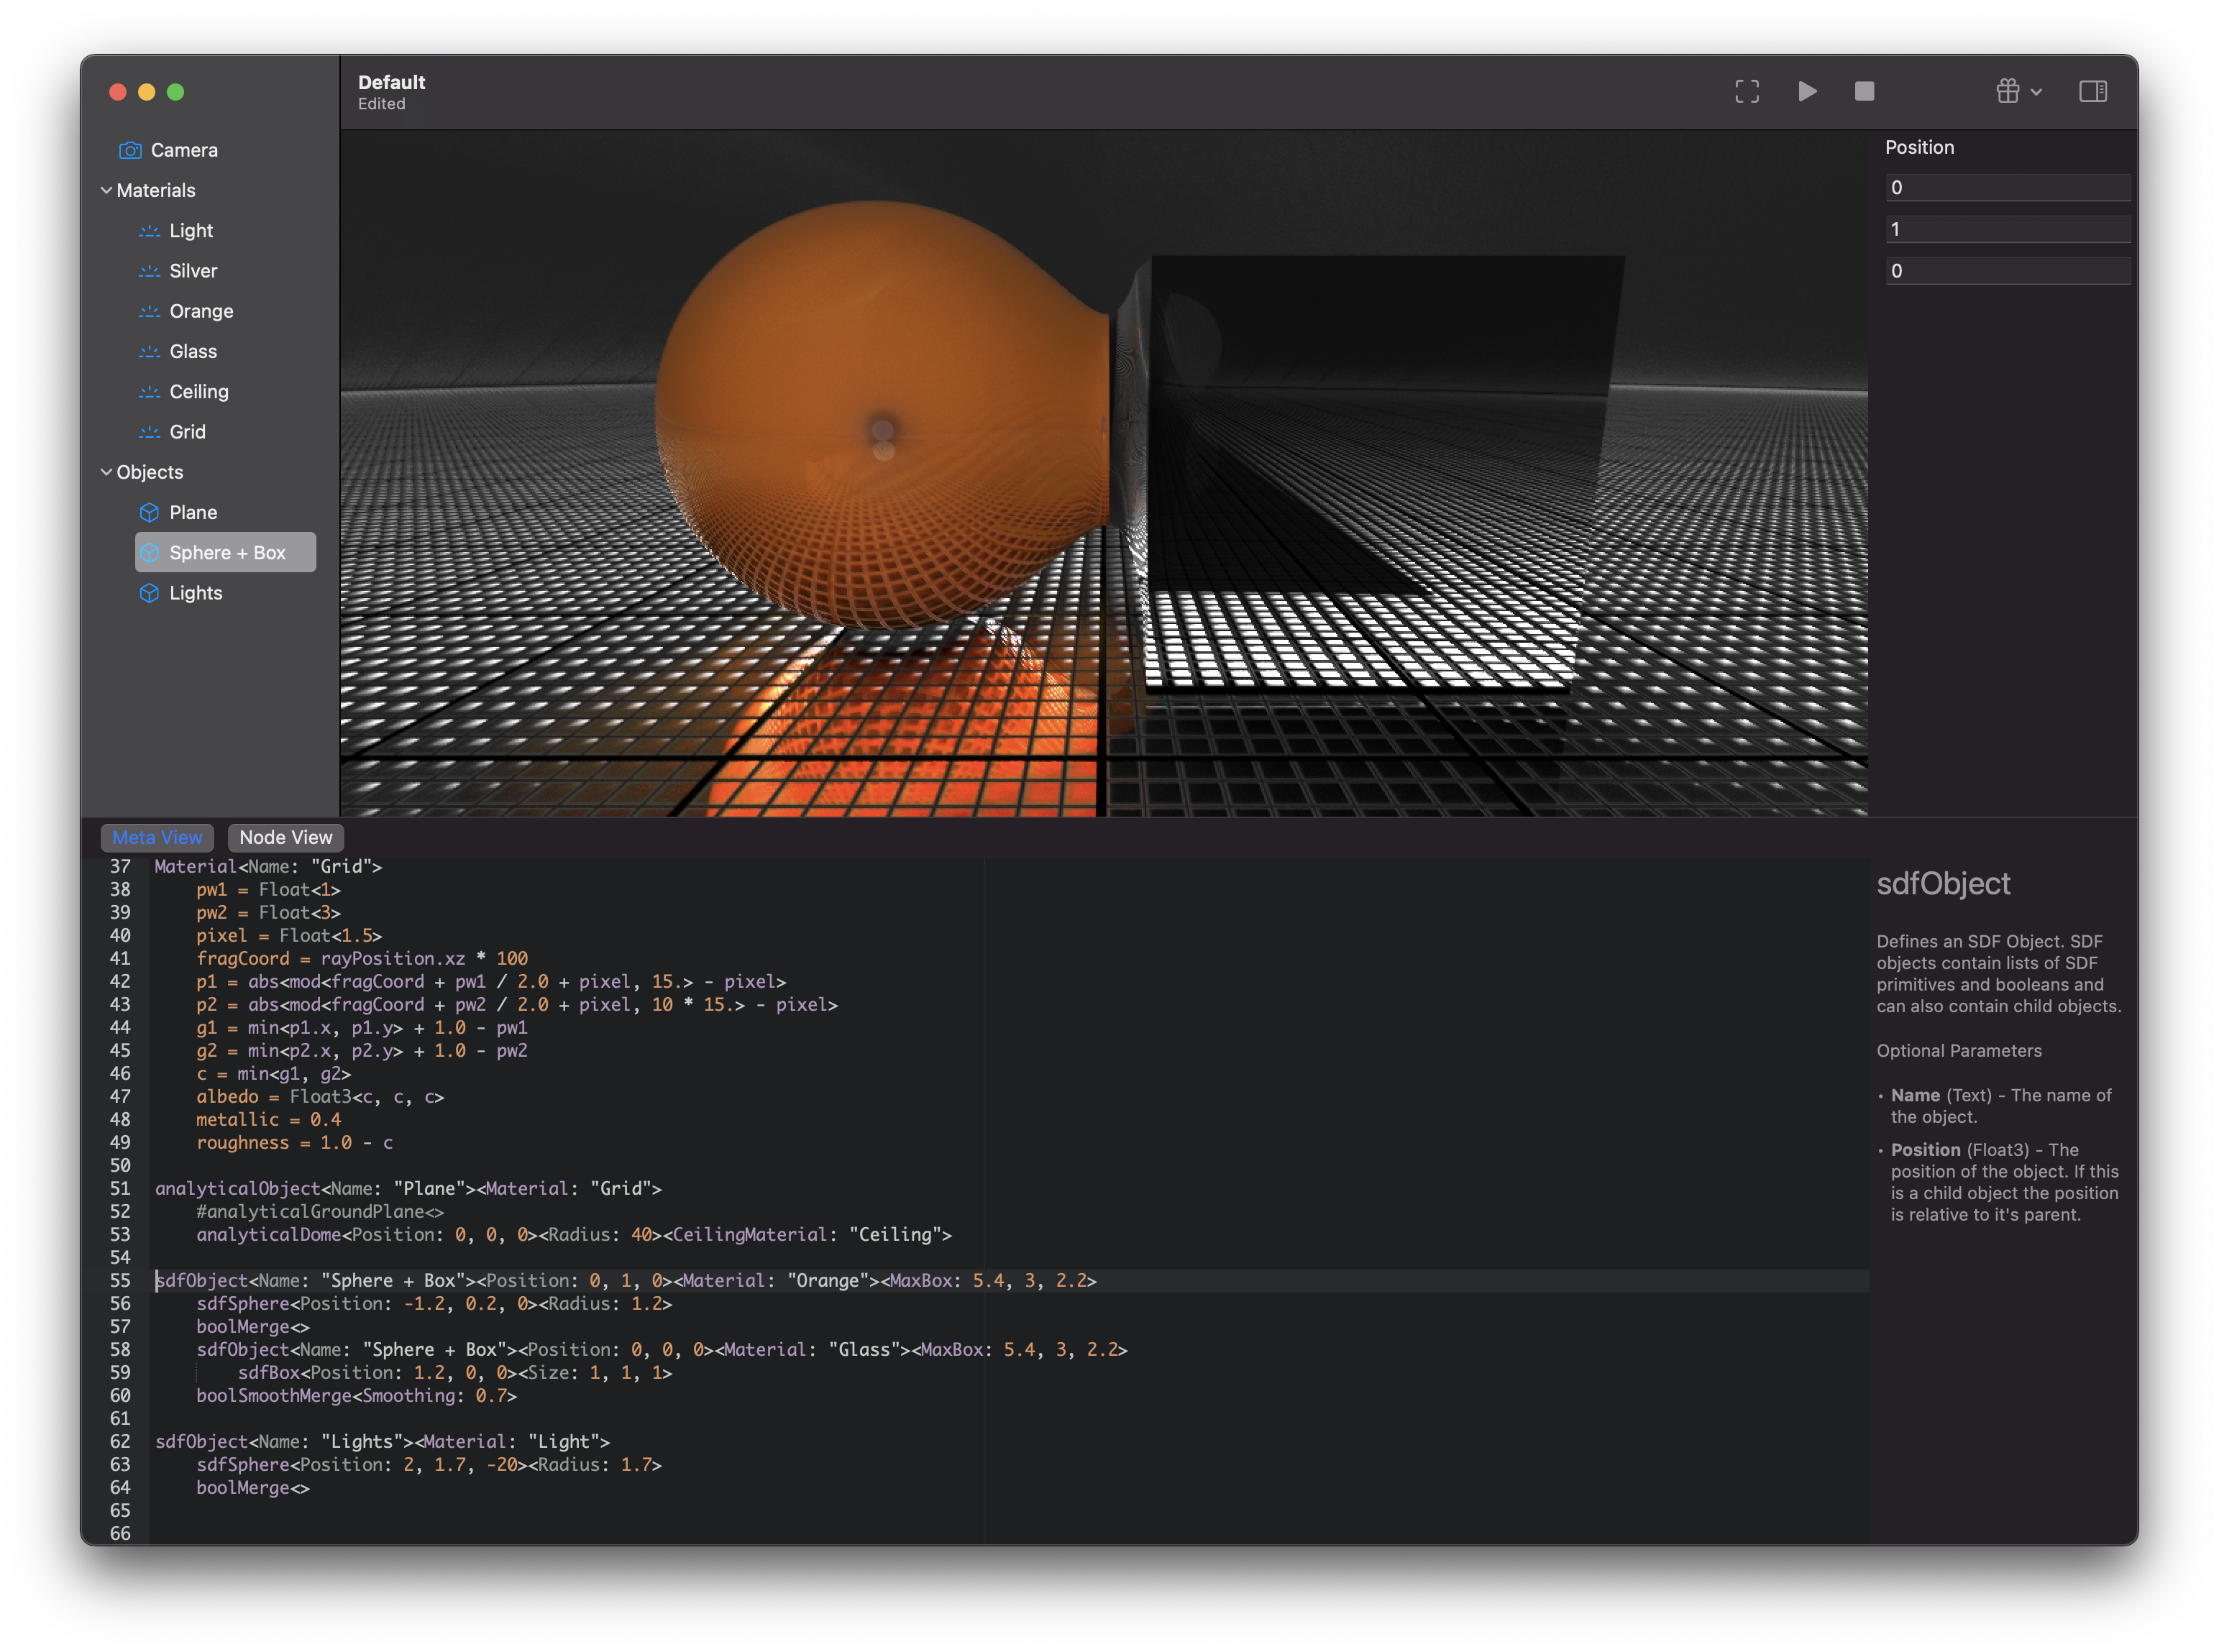 Default
Edited
Camera
Materials
Light
Silver
Orange
Glass
Ceiling
Grid
Objects
Plane
Sphere + Box
Lights
Position
0
1
0
Meta View
Node View
37 Material<Name: "Grid">
38 pw1 = Float<1>
39 pw2 = Float<3>
40 pixel = Float<1.5>
41 fragCoord = rayPosition.xz * 100
42 p1 = abs<mod<fragCoord + pw1 / 2.0 + pixel, 15.> - pixel>
43 p2 = abs<mod<fragCoord + pw2 / 2.0 + pixel, 10 * 15.> - pixel>
44 g1 = min<p1.x, p1.y> + 1.0 - pw1
45 g2 = min<p2.x, p2.y> + 1.0 - pw2
46 c = min<g1, g2>
47 albedo = Float3<c, c, c>
48 metallic = 0.4
49 roughness = 1.0 - c
50
51 analyticalObject<Name: "Plane"><Material: "Grid">
52 #analyticalGroundPlane<>
53 analyticalDome<Position: 0, 0, 0><Radius: 40><CeilingMaterial: "Ceiling">
54
55 sdfObject<Name: "Sphere + Box"><Position: 0, 1, 0><Material: "Orange"><MaxBox: 5.4, 3, 2.2>
56 sdfSphere<Position: -1.2, 0.2, 0><Radius: 1.2>
57 boolMerge<>
58 sdfObject<Name: "Sphere + Box"><Position: 0, 0, 0><Material: "Glass"><MaxBox: 5.4, 3, 2.2>
59 sdfBox<Position: 1.2, 0, 0><Size: 1, 1, 1>
60 boolSmoothMerge<Smoothing: 0.7>
61
62 sdfObject<Name: "Lights"><Material: "Light">
63 sdfSphere<Position: 2, 1.7, -20><Radius: 1.7>
64 boolMerge<>
65
66
sdfObject
Defines an SDF Object. SDF
objects contain lists of SDF
primitives and booleans and
can also contain child objects.
Optional Parameters
• Name (Text) - The name of
the object.
• Position (Float3) - The
position of the object. If this
is a child object the position
is relative to it's parent.